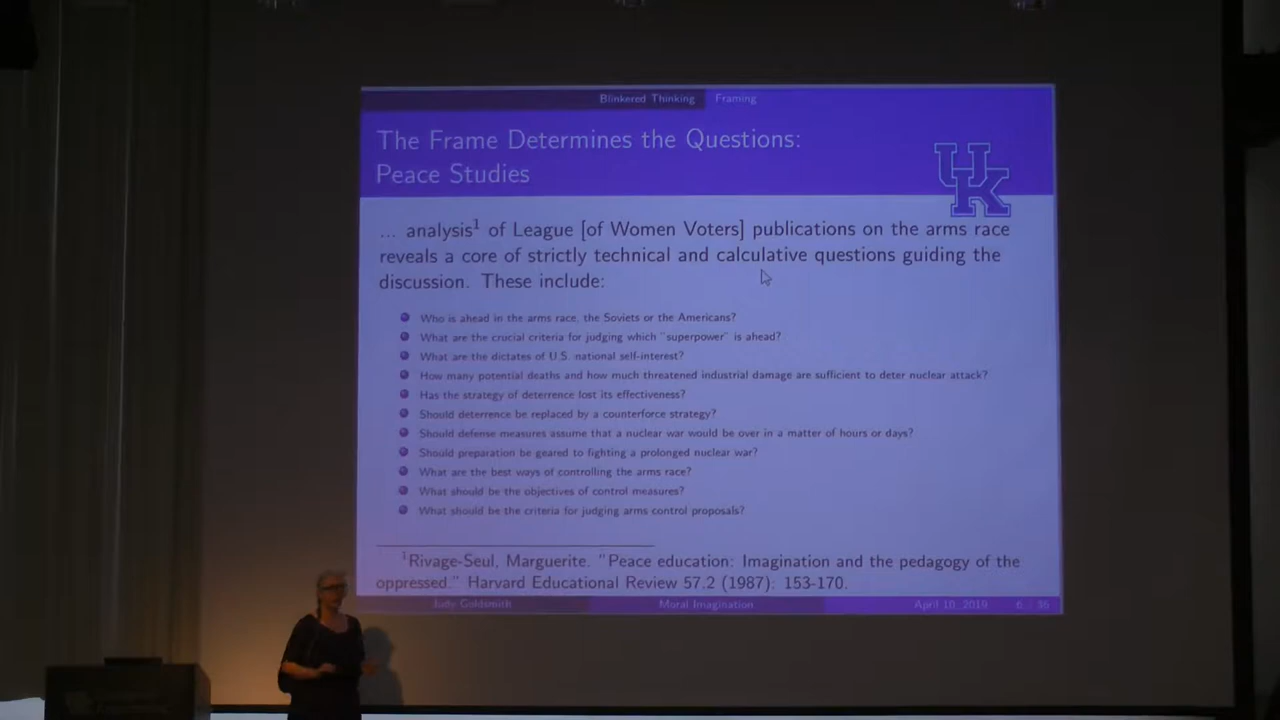 Blinkered Thinking Framing
The Frame Determines the Questions:
Peace Studies
UK
... analysis¹ of League [of Women Voters] publications on the arms race
reveals a core of strictly technical and calculative questions guiding the
discussion. These include:
Who is ahead in the arms race, the Soviets or the Americans?
What are the crucial criteria for judging which "superpower" is ahead?
What are the dictates of U.S. national self-interest?
How many potential deaths and how much threatened industrial damage are sufficient to deter nuclear attack?
Has the strategy of deterrence lost its effectiveness?
Should deterrence be replaced by a counterforce strategy?
Should defense measures assume that a nuclear war would be over in a matter of hours or days?
Should preparation be geared to fighting a prolonged nuclear war?
What are the best ways of controlling the arms race?
What should be the objectives of control measures?
What should be the criteria for judging arms control proposals?
¹Rivage-Seul, Marguerite. "Peace education: Imagination and the pedagogy of the
oppressed." Harvard Educational Review 57.2 (1987): 153-170.
Judy Goldsmith Moral Imagination April 10, 2019 6 / 36